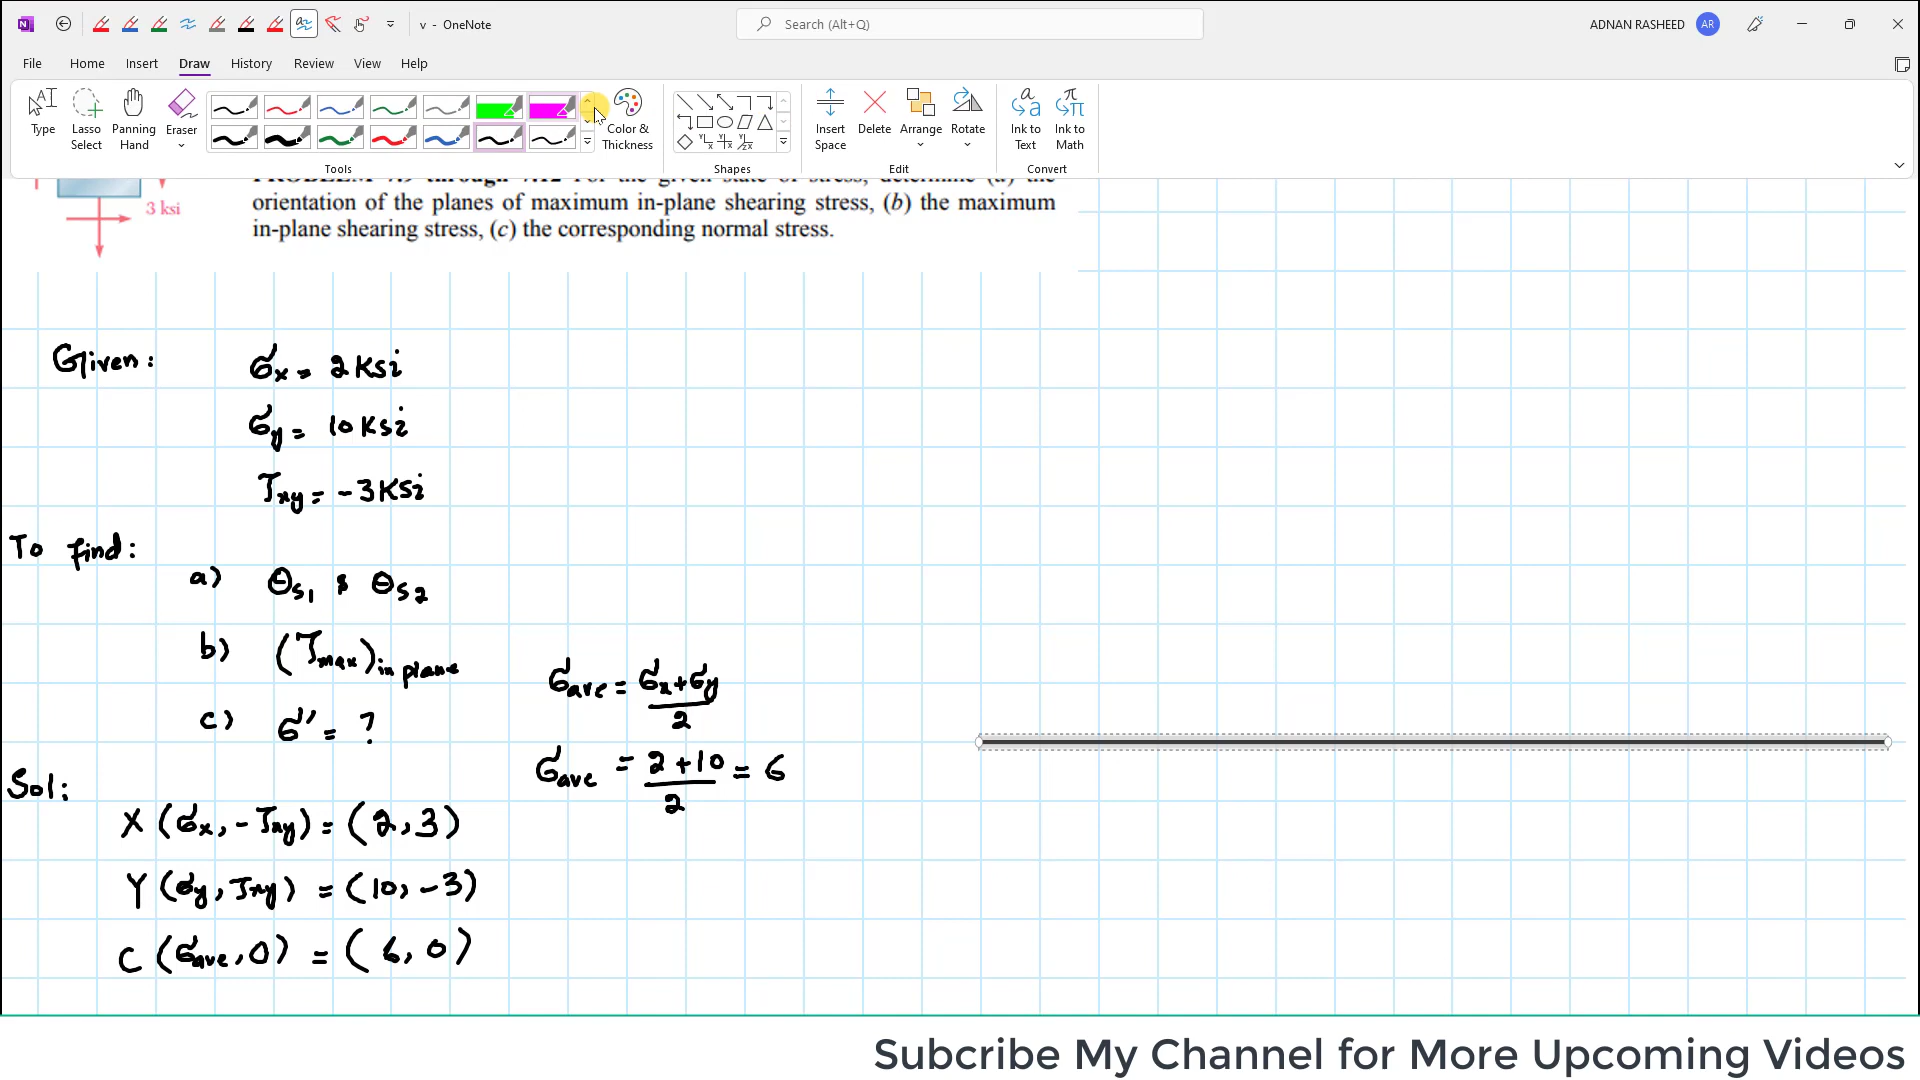 v - OneNote
Search (Alt+Q)
ADNAN RASHEED AR
File Home Insert Draw History Review View Help
Type
Lasso Select
Panning Hand
Eraser
Color & Thickness
Insert Space
Delete
Arrange
Rotate
Ink to Text
Ink to Math
Tools
Shapes
Edit
Convert
3 ksi
orientation of the planes of maximum in-plane shearing stress, (b) the maximum
in-plane shearing stress, (c) the corresponding normal stress.
Given: σx = 2 Ksi
σy = 10 Ksi
τxy = -3 Ksi
To find:
a) θs1 & θs2
b) (τmax) in plane
c) σ' = ?
σave = σx+σy / 2
σave = 2+10 / 2 = 6
Sol:
X (σx, -τxy) = (2, 3)
Y (σy, τxy) = (10, -3)
C (σave, 0) = (6, 0)
Subcribe My Channel for More Upcoming Videos